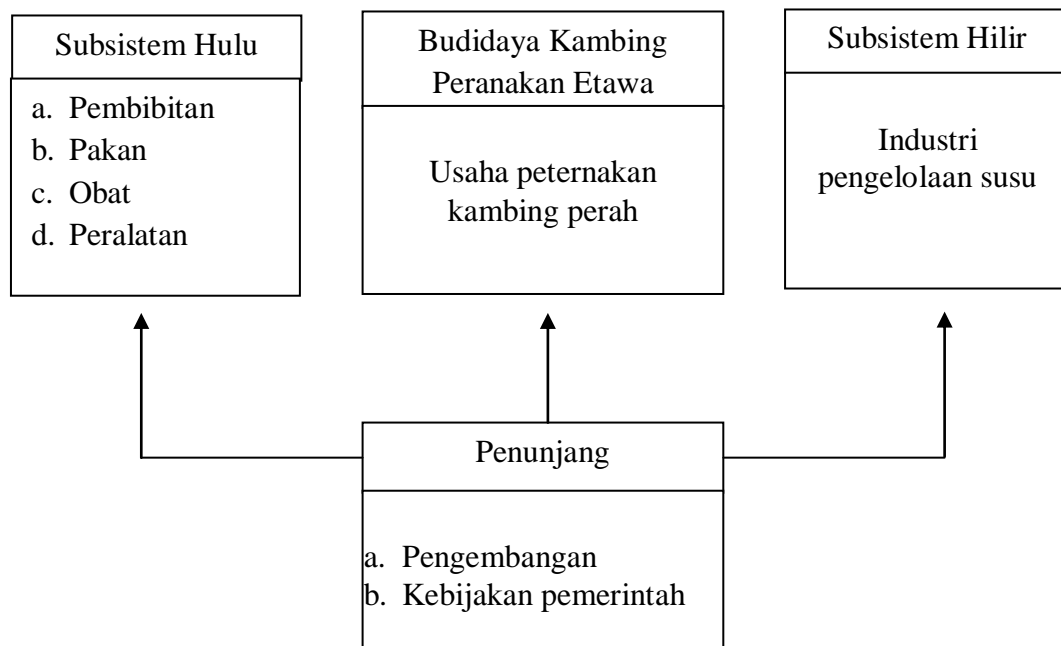 Subsistem Hulu
a. Pembibitan
b. Pakan
c. Obat
d. Peralatan
Budidaya Kambing
Peranakan Etawa
Usaha peternakan
kambing perah
Subsistem Hilir
Industri
pengelolaan susu
Penunjang
a. Pengembangan
b. Kebijakan pemerintah